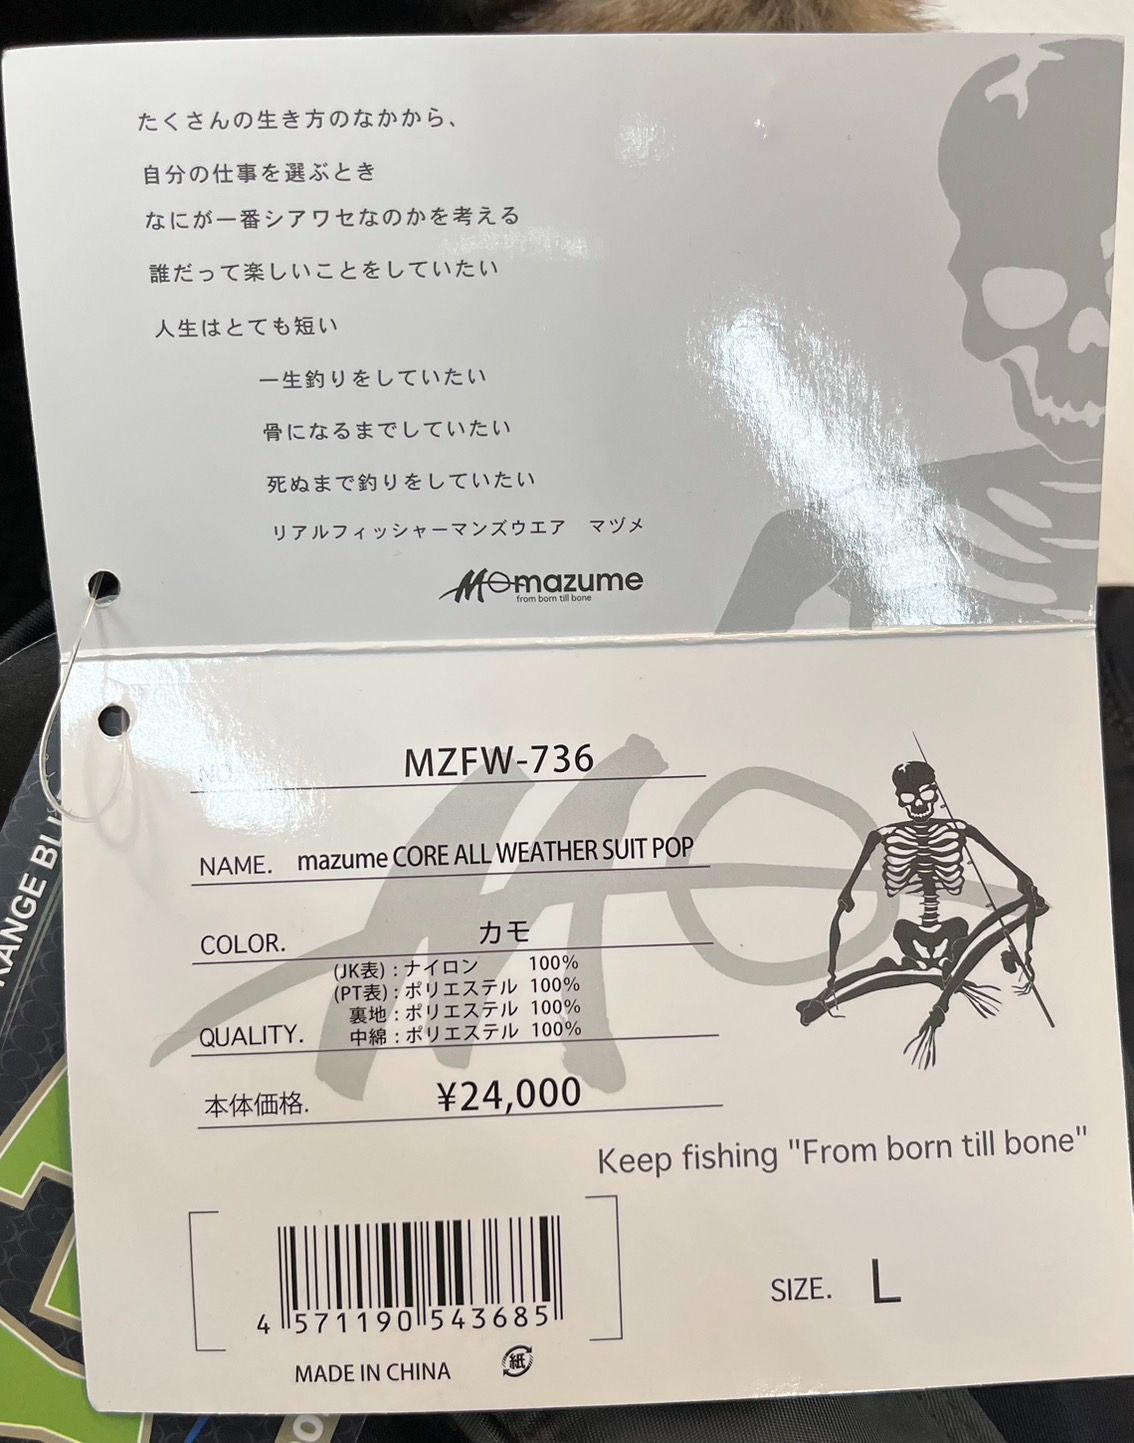 たくさんの生き方のなかから、
自分の仕事を選ぶとき
なにが一番シアワセなのかを考える
誰だって楽しいことをしていたい
人生はとても短い
一生釣りをしていたい
骨になるまでしていたい
死ぬまで釣りをしていたい
リアルフィッシャーマンズウエア　マヅメ
mazume
from born till bone
NO. MZFW-736
NAME. mazume CORE ALL WEATHER SUIT POP
COLOR. カモ
(JK表) : ナイロン 100%
(PT表) : ポリエステル 100%
裏地 : ポリエステル 100%
QUALITY. 中綿 : ポリエステル 100%
本体価格. ¥24,000
Keep fishing "From born till bone"
4 571190 543685
SIZE. L
MADE IN CHINA
紙